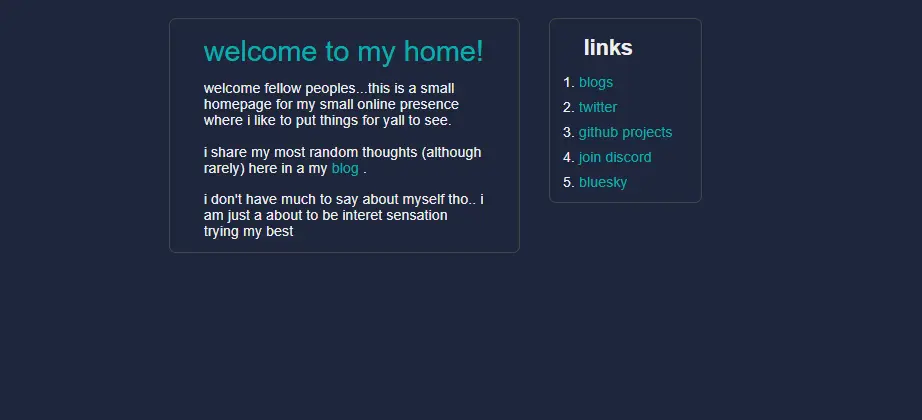 welcome to my home!
welcome fellow peoples...this is a small
homepage for my small online presence
where i like to put things for yall to see.
i share my most random thoughts (although
rarely) here in a my blog .
i don't have much to say about myself tho.. i
am just a about to be interet sensation
trying my best
links
1. blogs
2. twitter
3. github projects
4. join discord
5. bluesky